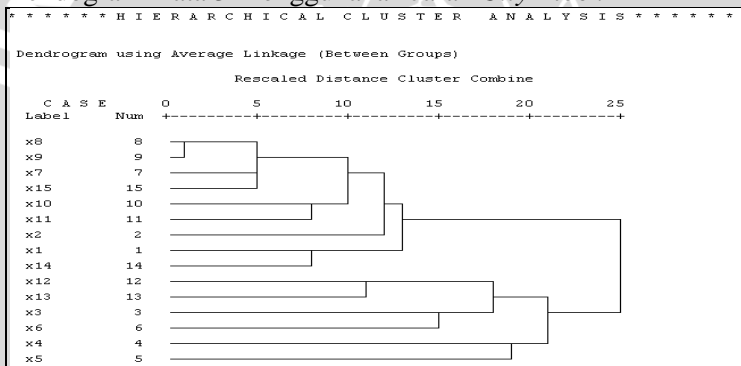 * * * * * * H I E R A R C H I C A L   C L U S T E R   A N A L Y S I S * * * * * *
Dendrogram using Average Linkage (Between Groups)
Rescaled Distance Cluster Combine
C A S E 0 5 10 15 20 25
Label Num +---------+---------+---------+---------+---------+
x8 8
x9 9
x7 7
x15 15
x10 10
x11 11
x2 2
x1 1
x14 14
x12 12
x13 13
x3 3
x6 6
x4 4
x5 5